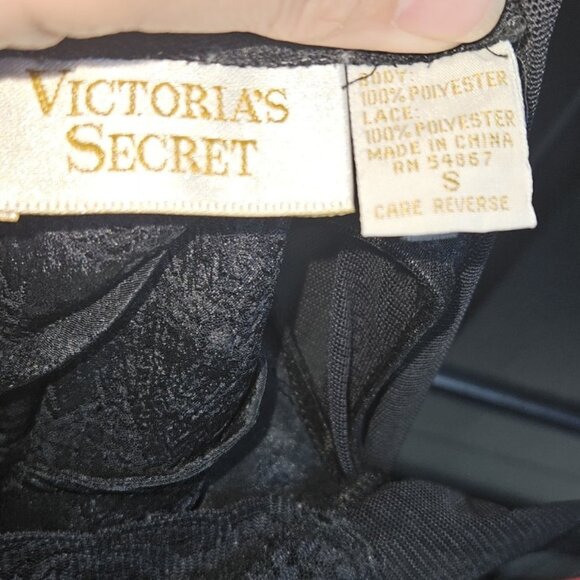 VICTORIA'S
SECRET
BODY:
100% POLYESTER
LACE:
100% POLYESTER
MADE IN CHINA
RN 54867
S
CARE REVERSE